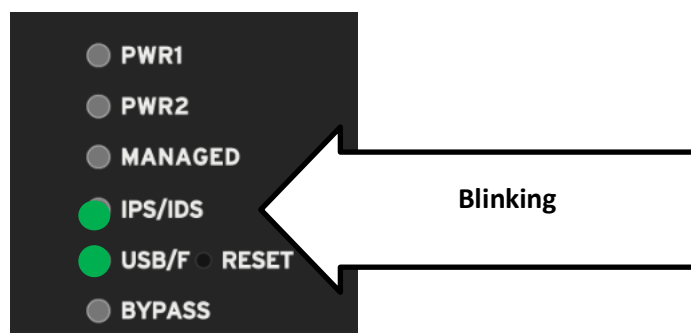 PWR1
PWR2
MANAGED
IPS/IDS
Blinking
USB/F RESET
BYPASS